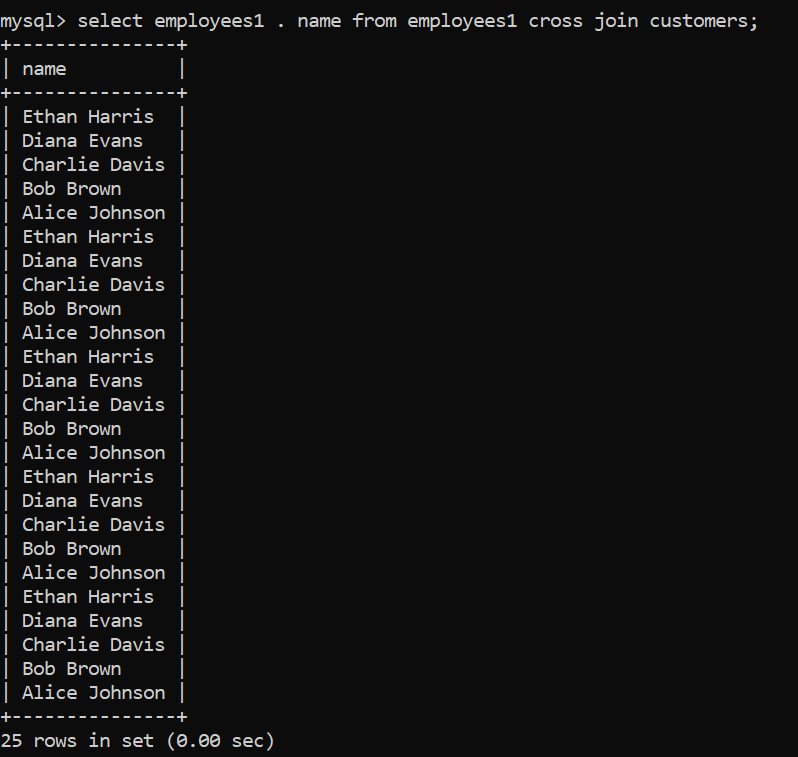 mysql> select employees1 . name from employees1 cross join customers;
+---------------+
| name          |
+---------------+
| Ethan Harris  |
| Diana Evans   |
| Charlie Davis |
| Bob Brown     |
| Alice Johnson |
| Ethan Harris  |
| Diana Evans   |
| Charlie Davis |
| Bob Brown     |
| Alice Johnson |
| Ethan Harris  |
| Diana Evans   |
| Charlie Davis |
| Bob Brown     |
| Alice Johnson |
| Ethan Harris  |
| Diana Evans   |
| Charlie Davis |
| Bob Brown     |
| Alice Johnson |
| Ethan Harris  |
| Diana Evans   |
| Charlie Davis |
| Bob Brown     |
| Alice Johnson |
+---------------+
25 rows in set (0.00 sec)